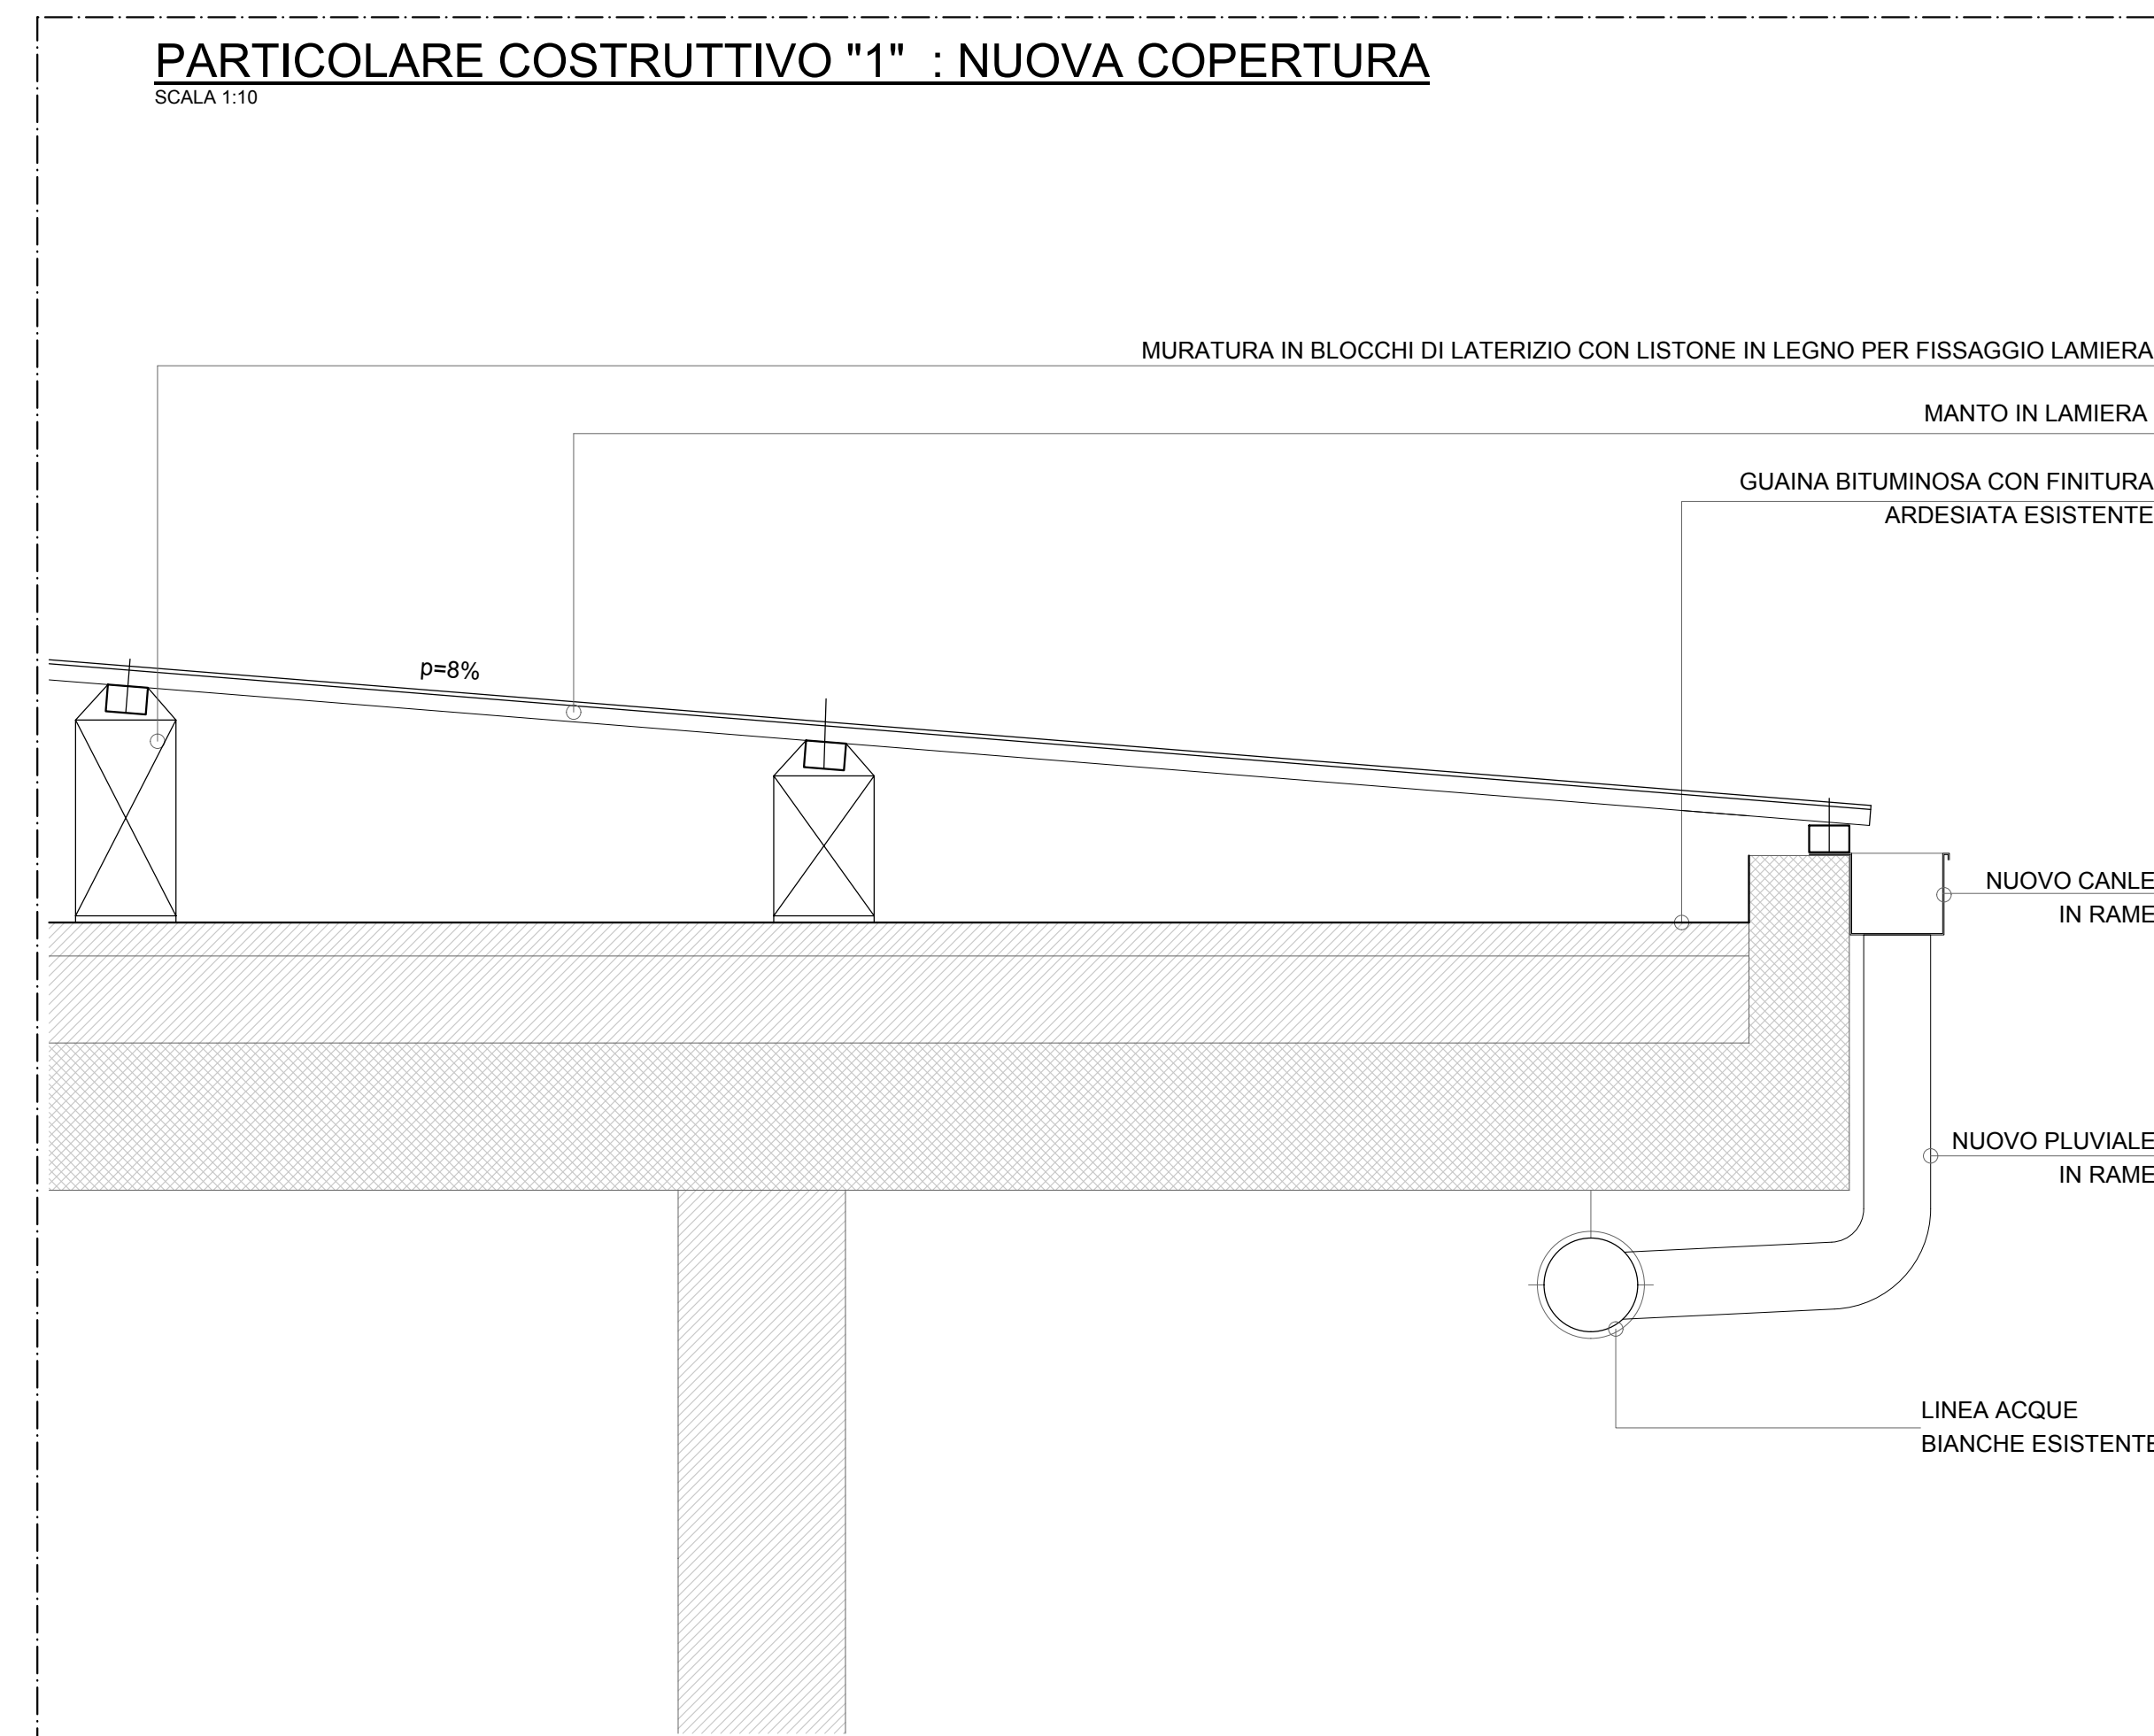 PARTICOLARE COSTRUTTIVO "1" : NUOVA COPERTURA
SCALA 1:10
MURATURA IN BLOCCHI DI LATERIZIO CON LISTONE IN LEGNO PER FISSAGGIO LAMIERA
MANTO IN LAMIERA
GUAINA BITUMINOSA CON FINITURA
ARDESIATA ESISTENTE
p=8%
NUOVO CANLE
IN RAME
NUOVO PLUVIALE
IN RAME
LINEA ACQUE
BIANCHE ESISTENTE